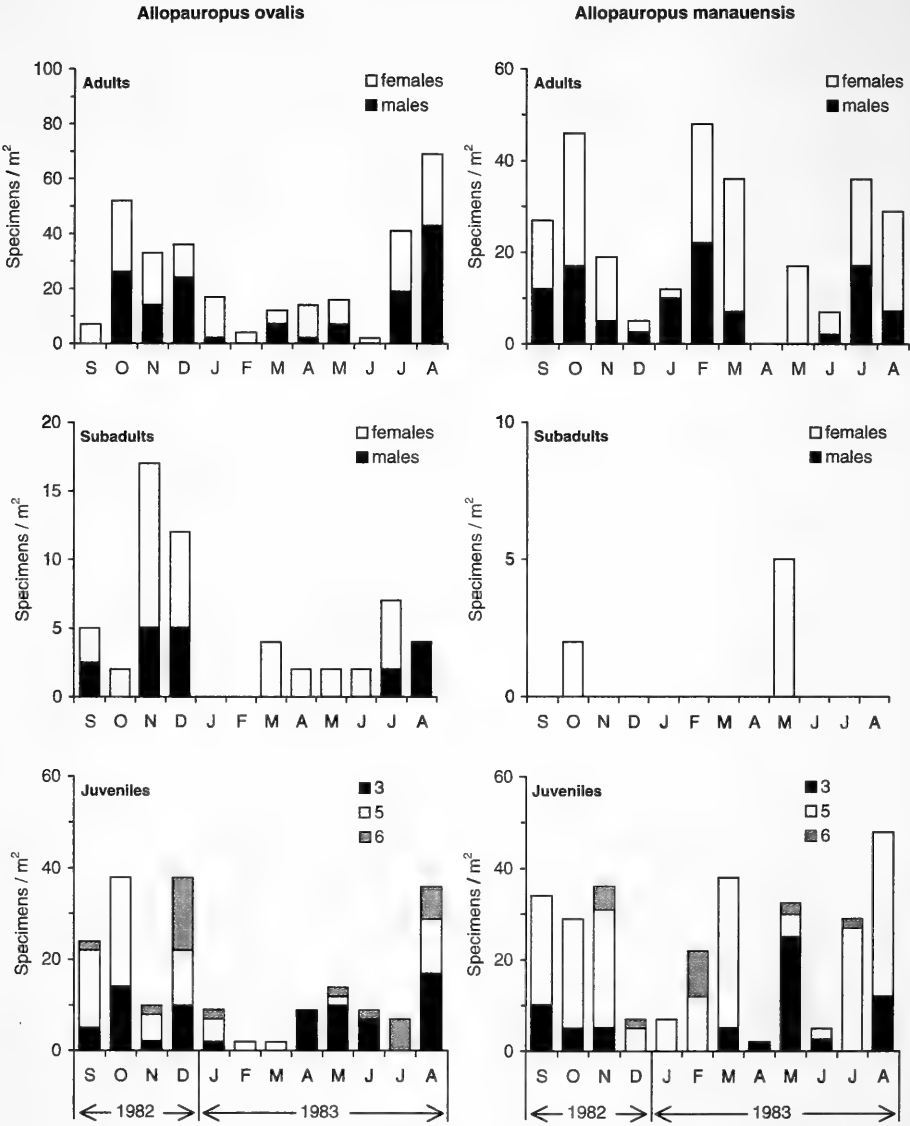 Allopauropus ovalis
Allopauropus manauensis
Adults
females
males
Specimens / m²
100
80
60
40
20
0
S O N D J F M A M J J A
Adults
females
males
Specimens / m²
60
40
20
0
S O N D J F M A M J J A
Subadults
females
males
Specimens / m²
20
15
10
5
0
S O N D J F M A M J J A
Subadults
females
males
Specimens / m²
10
5
0
S O N D J F M A M J J A
Juveniles
3
5
6
Specimens / m²
60
40
20
0
S O N D J F M A M J J A
1982 1983
Juveniles
3
5
6
Specimens / m²
60
40
20
0
S O N D J F M A M J J A
1982 1983